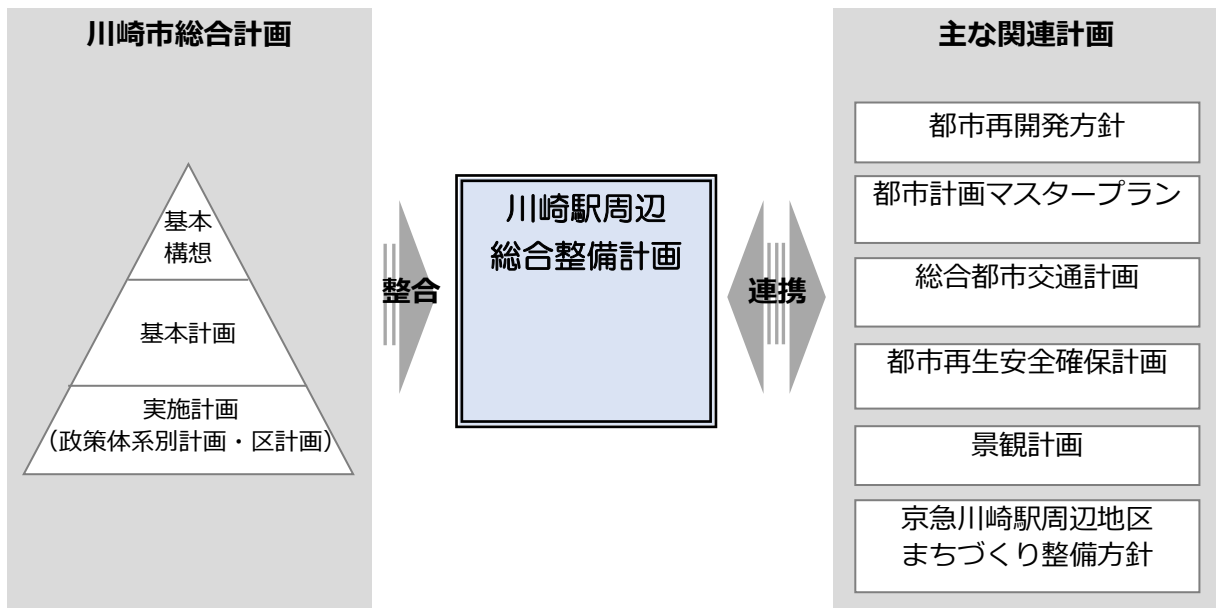 川崎市総合計画
基本
構想
基本計画
実施計画
（政策体系別計画・区計画）
整合
川崎駅周辺
総合整備計画
連携
主な関連計画
都市再開発方針
都市計画マスタープラン
総合都市交通計画
都市再生安全確保計画
景観計画
京急川崎駅周辺地区
まちづくり整備方針